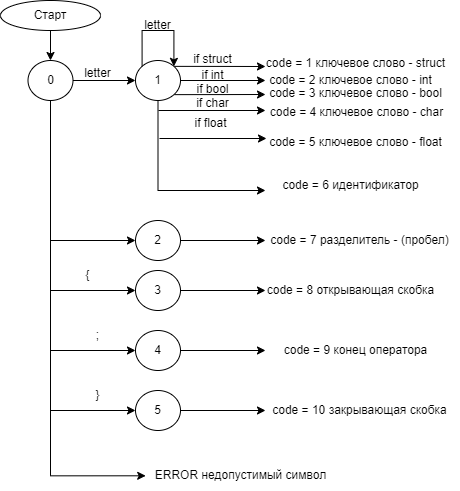 Старт
letter
0
letter
1
if struct
code = 1 ключевое слово - struct
if int
code = 2 ключевое слово - int
if bool
code = 3 ключевое слово - bool
if char
code = 4 ключевое слово - char
if float
code = 5 ключевое слово - float
code = 6 идентификатор
2
code = 7 разделитель - (пробел)
{
3
code = 8 открывающая скобка
;
4
code = 9 конец оператора
}
5
code = 10 закрывающая скобка
ERROR недопустимый символ